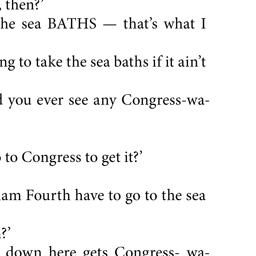 , then?’
he sea BATHS — that’s what I
ng to take the sea baths if it ain’t
d you ever see any Congress-wa-
to Congress to get it?’
am Fourth have to go to the sea
?’
down here gets Congress- wa-